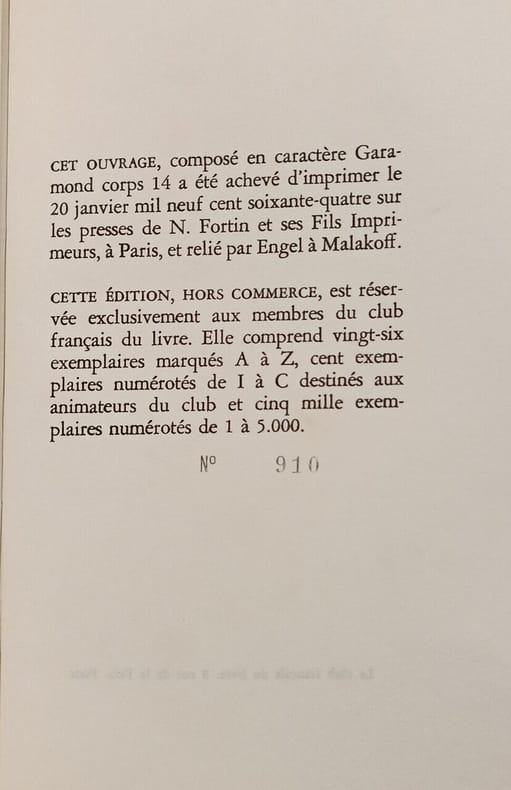 CET OUVRAGE, composé en caractère Gara-
mond corps 14 a été achevé d'imprimer le
20 janvier mil neuf cent soixante-quatre sur
les presses de N. Fortin et ses Fils Impri-
meurs, à Paris, et relié par Engel à Malakoff.
CETTE ÉDITION, HORS COMMERCE, est réser-
vée exclusivement aux membres du club
français du livre. Elle comprend vingt-six
exemplaires marqués A à Z, cent exem-
plaires numérotés de I à C destinés aux
animateurs du club et cinq mille exem-
plaires numérotés de 1 à 5.000.
Nº 910